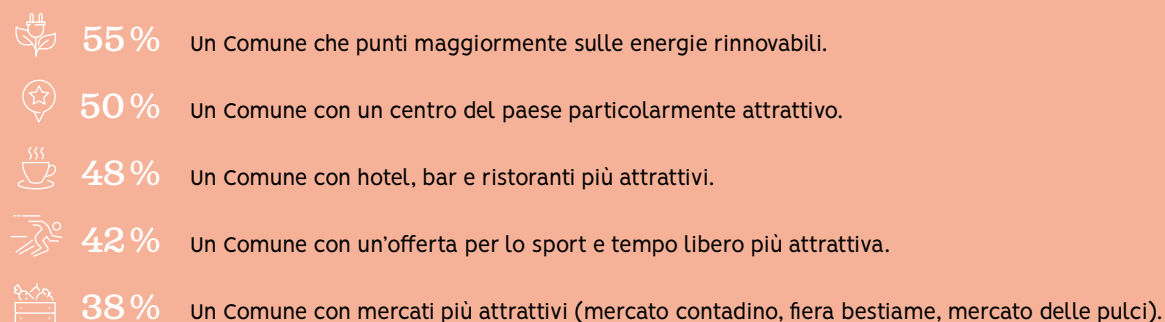 55% Un Comune che punti maggiormente sulle energie rinnovabili.
50% Un Comune con un centro del paese particolarmente attrattivo.
48% Un Comune con hotel, bar e ristoranti più attrattivi.
42% Un Comune con un'offerta per lo sport e tempo libero più attrattiva.
38% Un Comune con mercati più attrattivi (mercato contadino, fiera bestiame, mercato delle pulci).